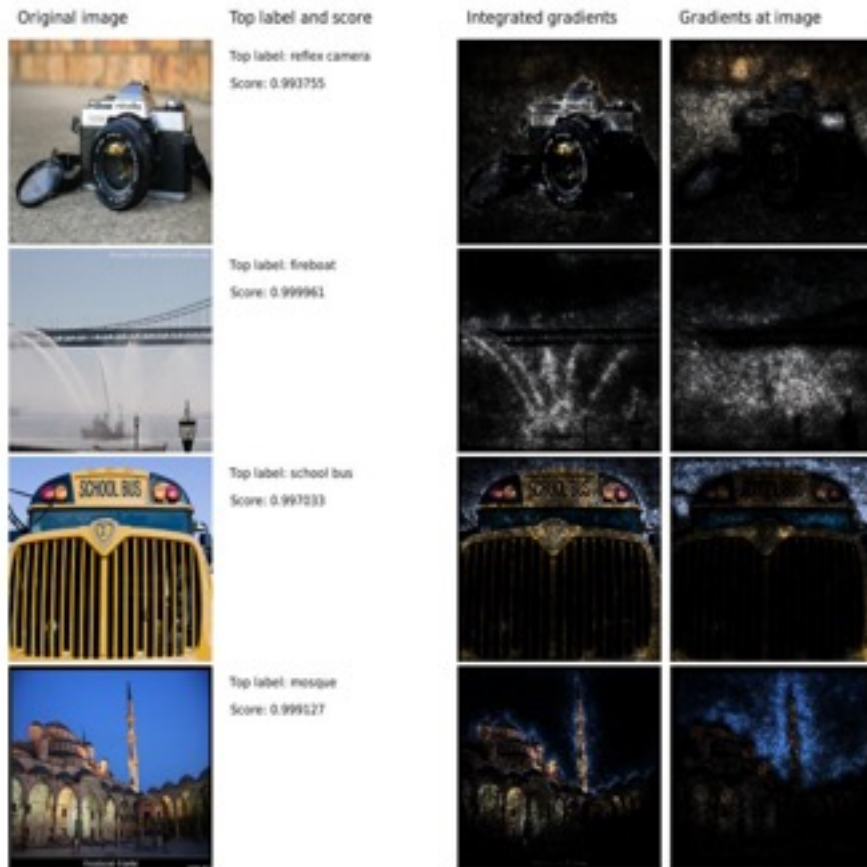 Original image
Top label and score
Integrated gradients
Gradients at image
Top label: reflex camera
Score: 0.993755
Top label: fireboat
Score: 0.999961
SCHOOL BUS
Top label: school bus
Score: 0.997033
SCHOOL BUS
Top label: mosque
Score: 0.999127